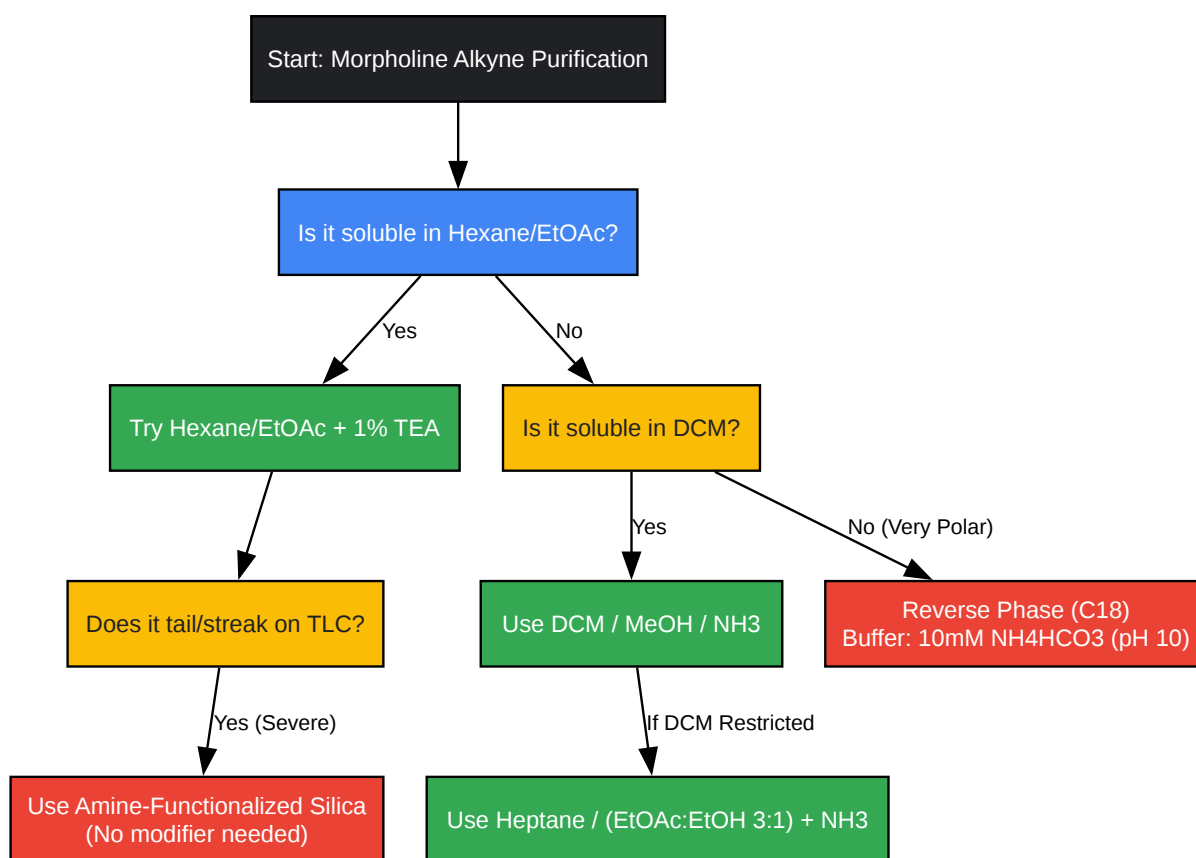 Start: Morpholine Alkyne Purification
Is it soluble in Hexane/EtOAc?
Yes
No
Try Hexane/EtOAc + 1% TEA
Is it soluble in DCM?
Yes
No (Very Polar)
Does it tail/streak on TLC?
Use DCM / MeOH / NH3
Reverse Phase (C18)
Buffer: 10mM NH4HCO3 (pH 10)
Yes (Severe)
If DCM Restricted
Use Amine-Functionalized Silica
(No modifier needed)
Use Heptane / (EtOAc:EtOH 3:1) + NH3